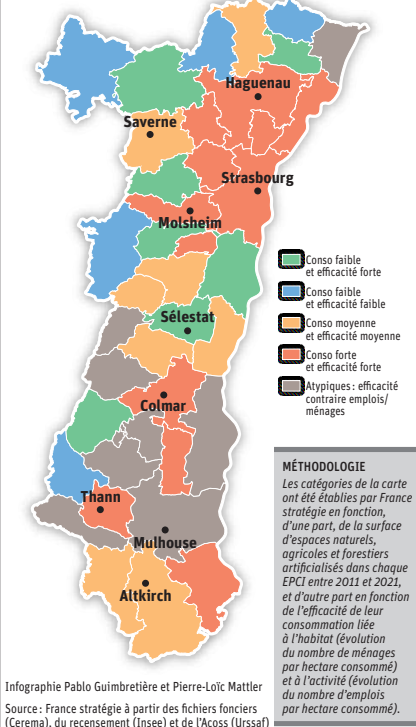 Haguenau
Saverne
Strasbourg
Molsheim
Conso faible
et efficacité forte
Conso faible
et efficacité faible
Conso moyenne
et efficacité moyenne
Sélestat
Conso forte
et efficacité forte
Atypiques : efficacité
contraire emplois/
ménages
Colmar
Thann
Mulhouse
Altkirch
MÉTHODOLOGIE
Les catégories de la carte
ont été établies par France
stratégie en fonction,
d'une part, de la surface
d'espaces naturels,
agricoles et forestiers
artificialisés dans chaque
EPCI entre 2011 et 2021,
et d'autre part en fonction
de l'efficacité de leur
consommation liée
à l'habitat (évolution
du nombre de ménages
par hectare consommé)
et à l'activité (évolution
du nombre d'emplois
par hectare consommé).
Infographie Pablo Guimbretière et Pierre-Loïc Mattler
Source : France stratégie à partir des fichiers fonciers
(Cerema), du recensement (Insee) et de l'Acoss (Urssaf)